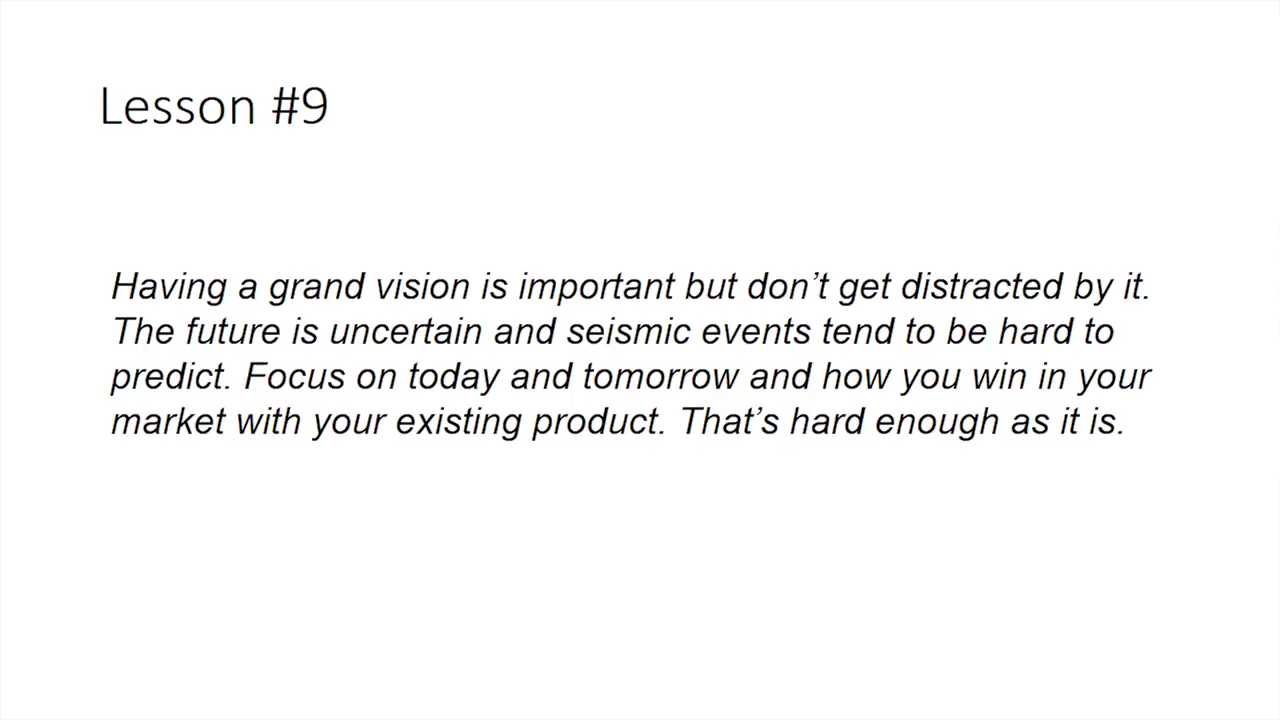 Lesson #9
Having a grand vision is important but don’t get distracted by it.
The future is uncertain and seismic events tend to be hard to
predict. Focus on today and tomorrow and how you win in your
market with your existing product. That’s hard enough as it is.